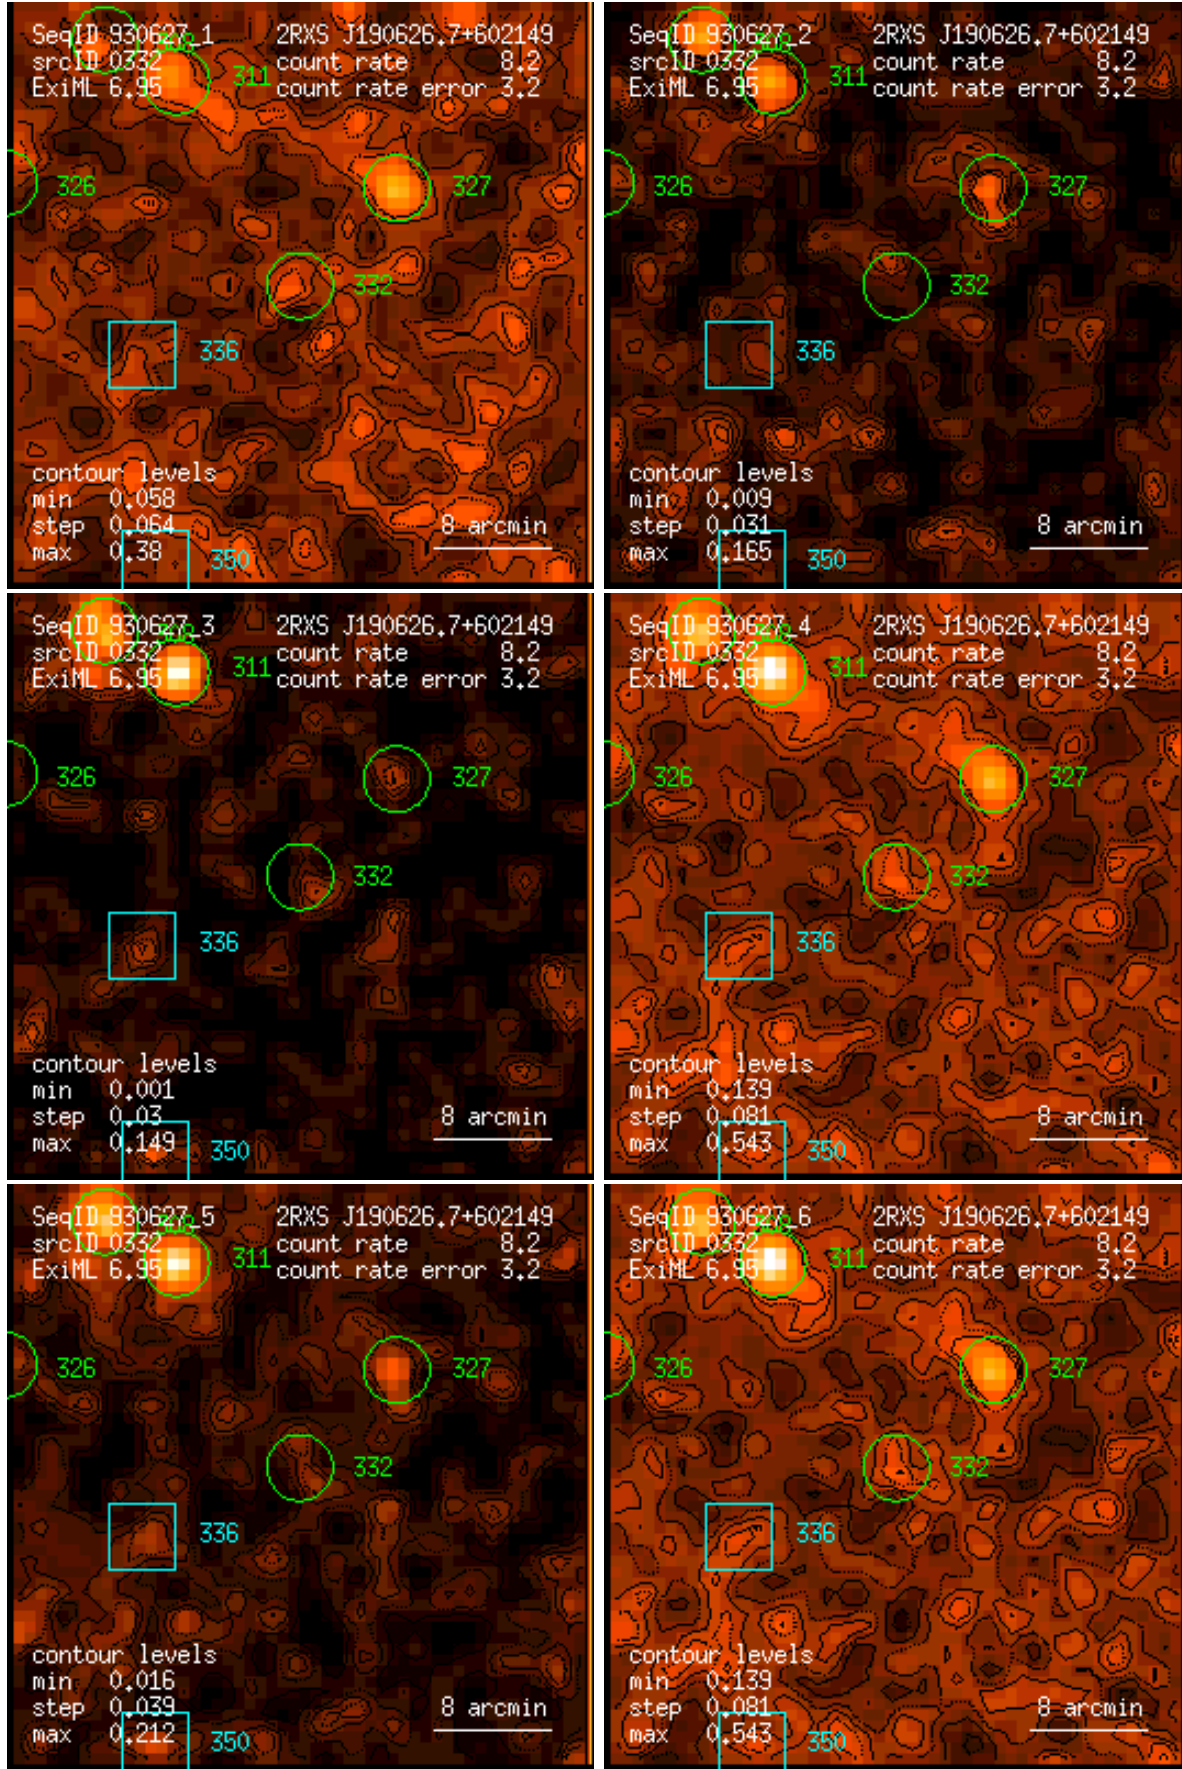 SeqID 930627_1 2RXS J190626.7+602149
srcID 0332 count rate 8.2
ExiML 6.95 311 count rate error 3.2
326 327
332
336
contour levels
min 0.058
step 0.064 8 arcmin
max 0.38 350
SeqID 930627_2 2RXS J190626.7+602149
srcID 0332 count rate 8.2
ExiML 6.95 311 count rate error 3.2
326 327
332
336
contour levels
min 0.009
step 0.031 8 arcmin
max 0.165 350
SeqID 930627_3 2RXS J190626.7+602149
srcID 0332 count rate 8.2
ExiML 6.95 311 count rate error 3.2
326 327
332
336
contour levels
min 0.001
step 0.03 8 arcmin
max 0.149 350
SeqID 930627_4 2RXS J190626.7+602149
srcID 0332 count rate 8.2
ExiML 6.95 311 count rate error 3.2
326 327
332
336
contour levels
min 0.139
step 0.081 8 arcmin
max 0.543 350
SeqID 930627_5 2RXS J190626.7+602149
srcID 0332 count rate 8.2
ExiML 6.95 311 count rate error 3.2
326 327
332
336
contour levels
min 0.016
step 0.039 8 arcmin
max 0.212 350
SeqID 930627_6 2RXS J190626.7+602149
srcID 0332 count rate 8.2
ExiML 6.95 311 count rate error 3.2
326 327
332
336
contour levels
min 0.139
step 0.081 8 arcmin
max 0.543 350